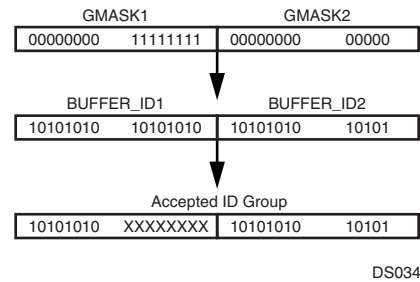 GMASK1 GMASK2
00000000 11111111 00000000 00000
BUFFER_ID1 BUFFER_ID2
10101010 10101010 10101010 10101
Accepted ID Group
10101010 XXXXXXXX 10101010 10101
DS034